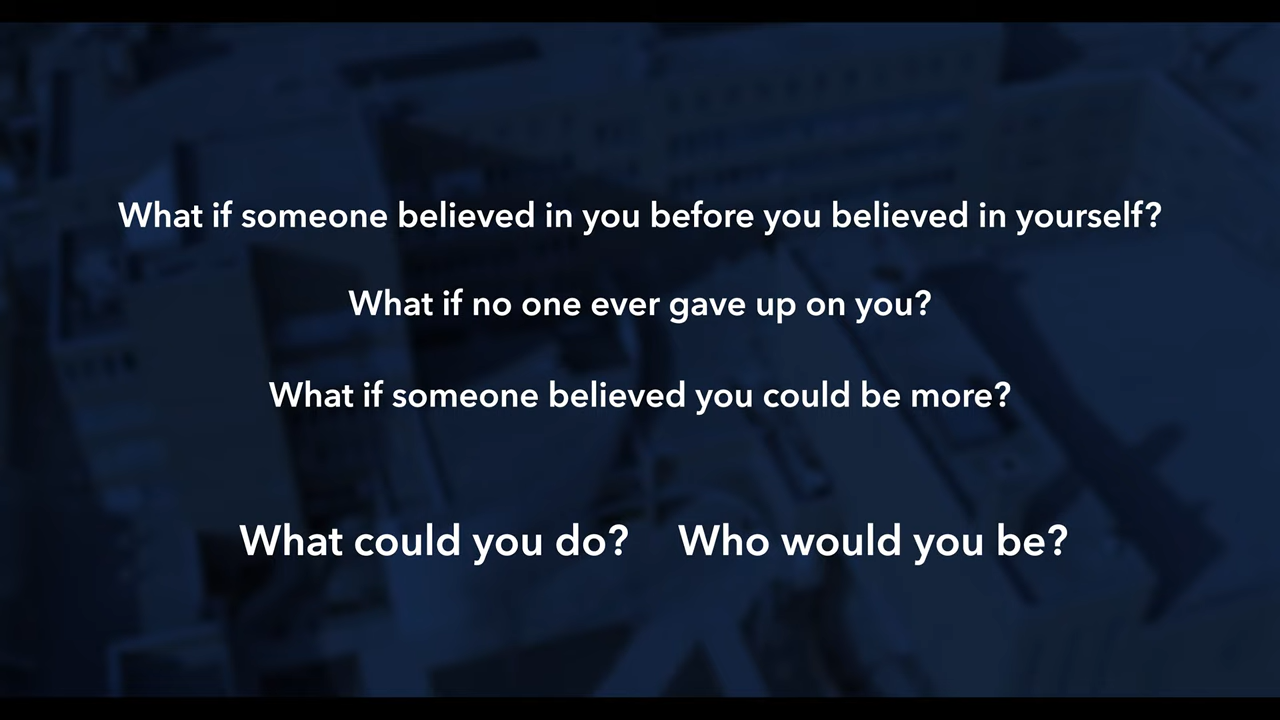 What if someone believed in you before you believed in yourself?
What if no one ever gave up on you?
What if someone believed you could be more?
What could you do? Who would you be?